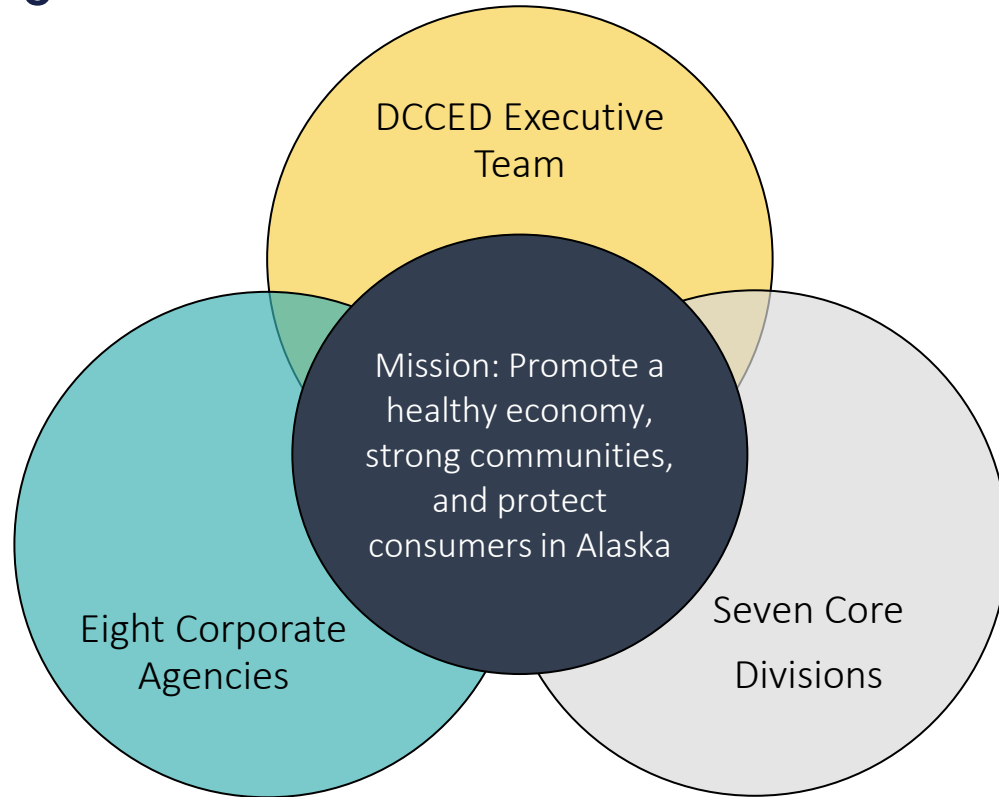 DCCED Executive
Team
Mission: Promote a
healthy economy,
strong communities,
and protect
consumers in Alaska
Eight Corporate
Agencies
Seven Core
Divisions